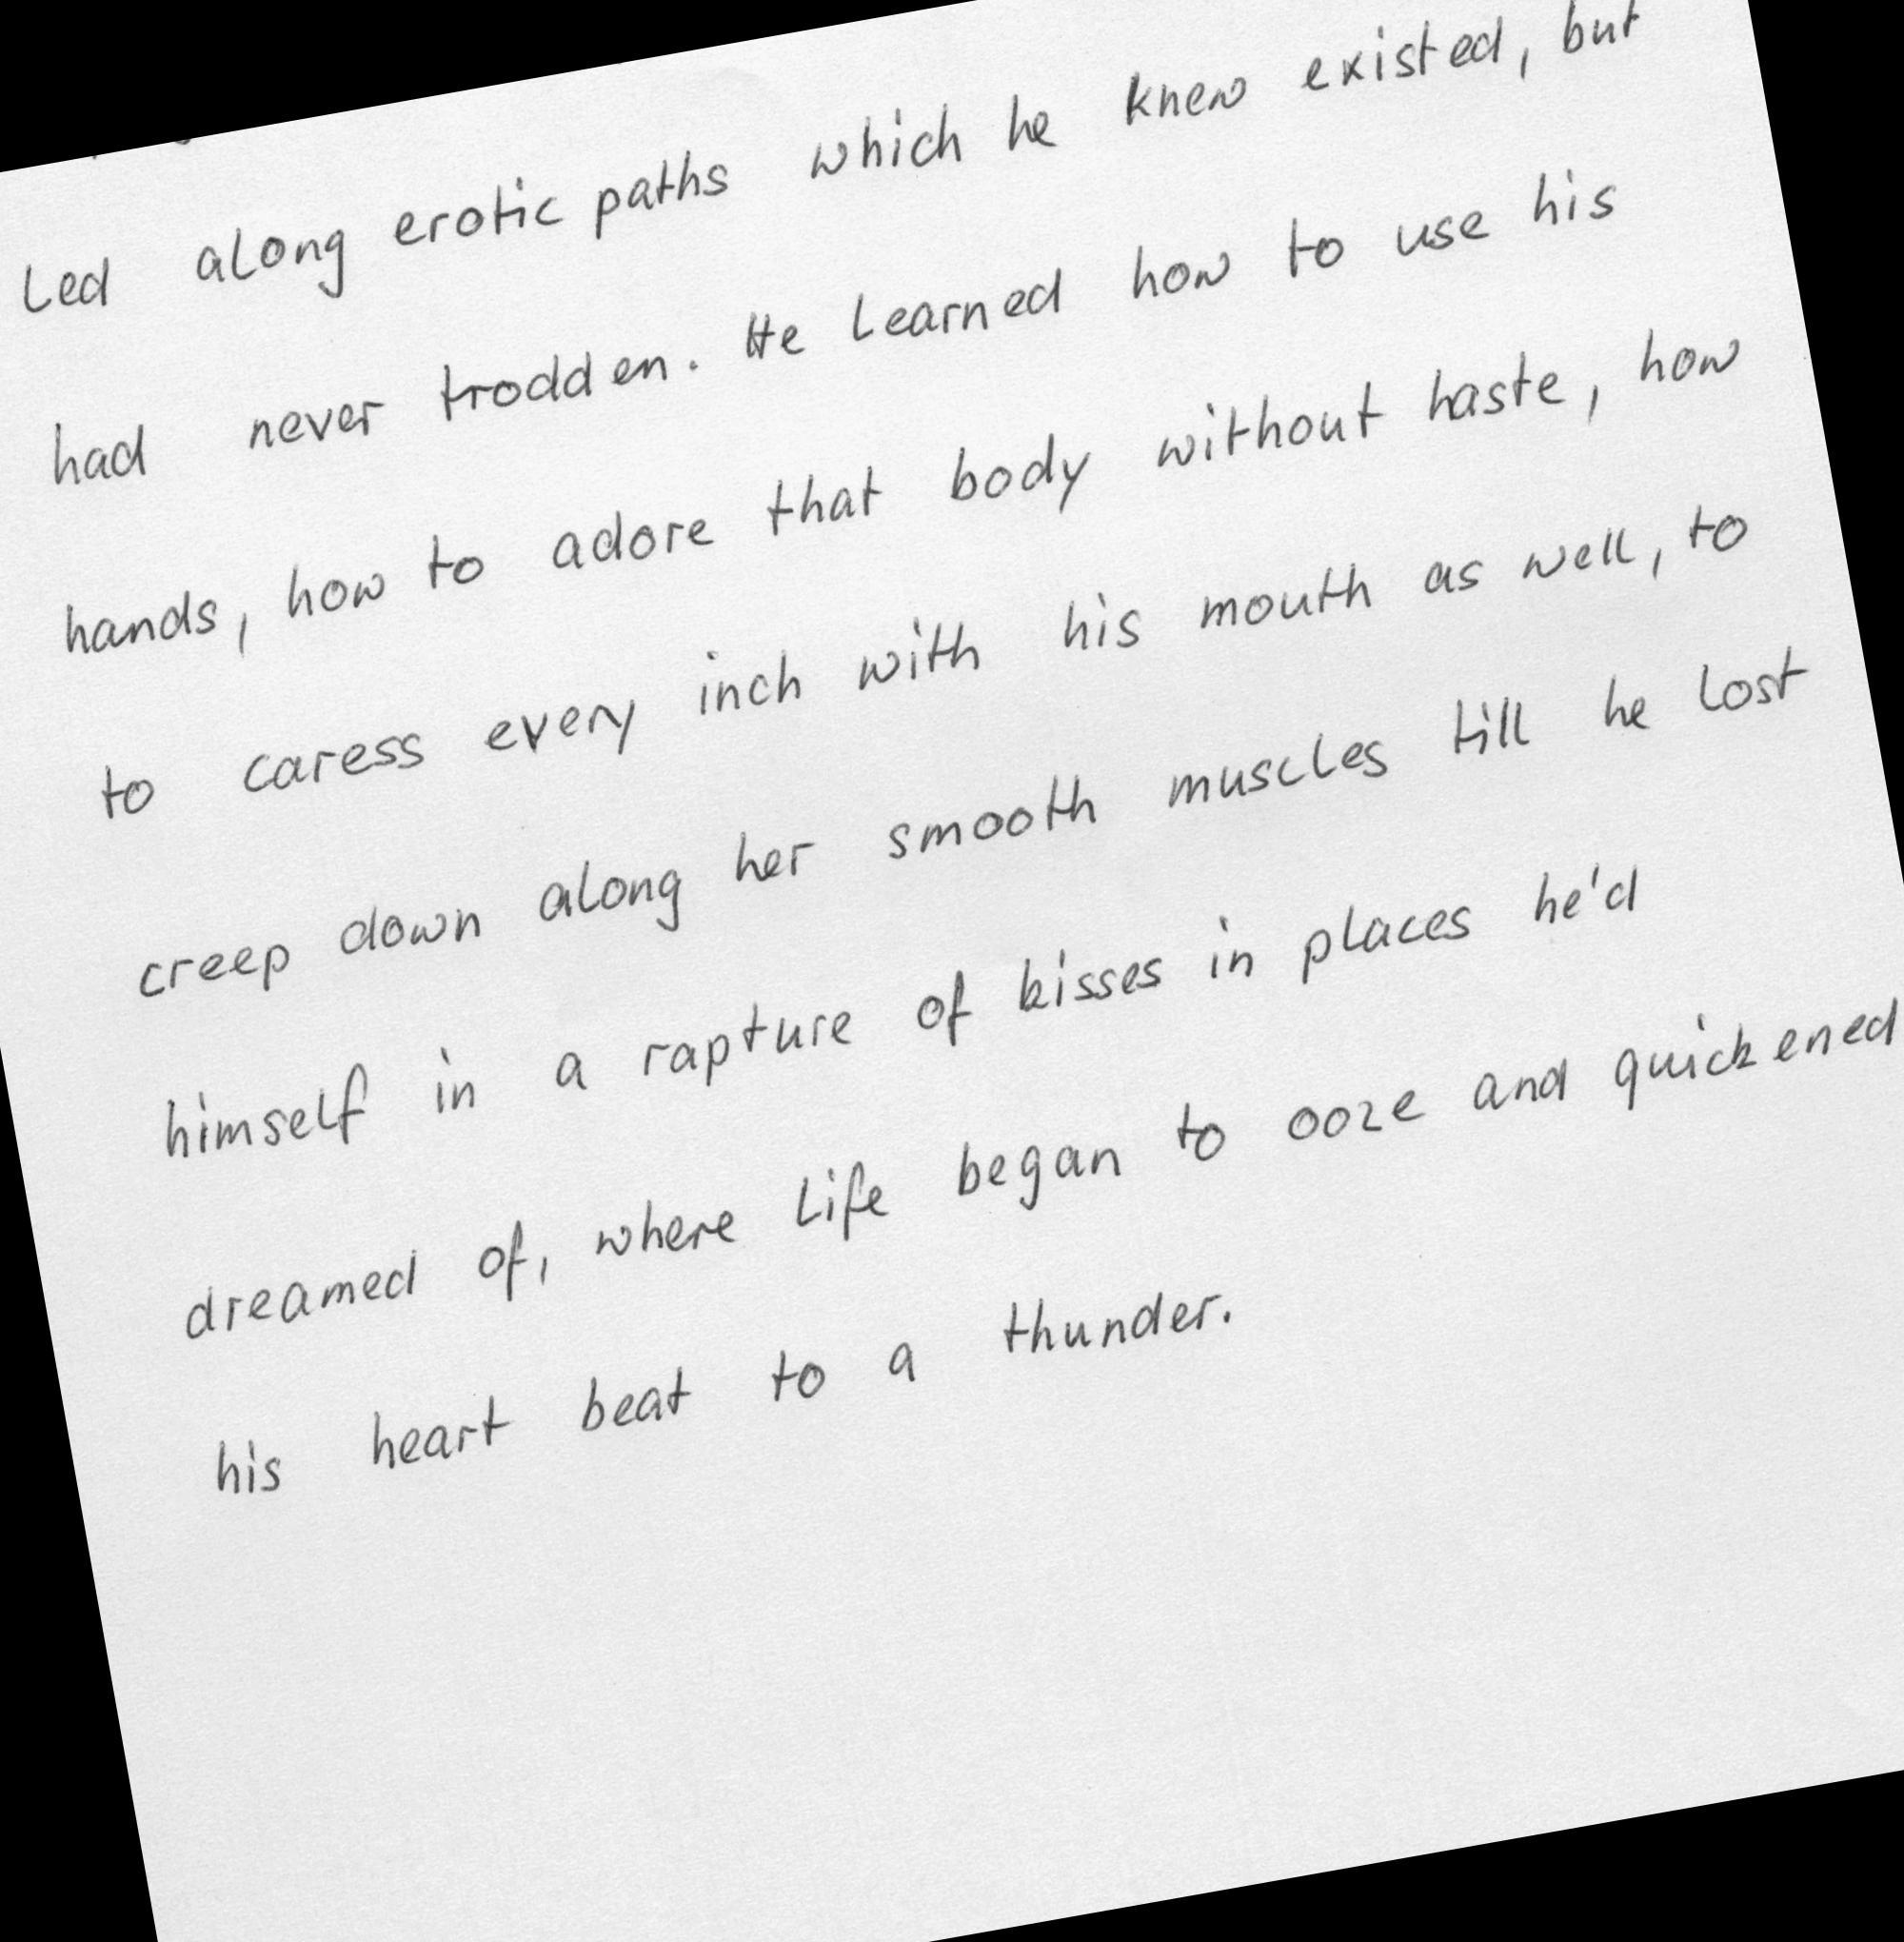 led along erotic paths which he knew existed, but
had never trodden. He learned how to use his
hands, how to adore that body without haste, how
to caress every inch with his mouth as well, to
creep down along her smooth muscles till he lost
himself in a rapture of kisses in places he'd
dreamed of, where life began to ooze and quickened
his heart beat to a thunder.